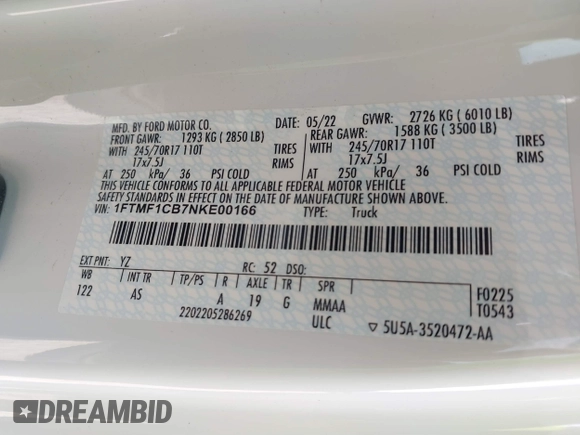 MFD. BY FORD MOTOR CO. 05/22 GVWR: 2726 KG ( 6010 LB)
FRONT GAWR: 1293 KG ( 2850 LB) REAR GAWR: 1588 KG ( 3500 LB)
WITH 245/70R17 110T TIRES WITH 245/70R17 110T TIRES
17x7.5J RIMS 17x7.5J RIMS
AT 250 kPa/ 36 PSI COLD AT 250 kPa/ 36 PSI COLD
THIS VEHICLE CONFORMS TO ALL APPLICABLE FEDERAL MOTOR VEHICLE
SAFETY STANDARDS IN EFFECT ON THE DATE OF MANUFACTURE SHOWN ABOVE.
VIN: 1FTMF1CB7NKE00166 TYPE: Truck
EXT PNT: YZ RC: 52 DSO:
WB INT TR TP/PS R AXLE TR SPR F0225
122 AS A 19 G MMAA T0543
2202205286269 ULC ▽ 5U5A-3520472-AA
DREAMBID